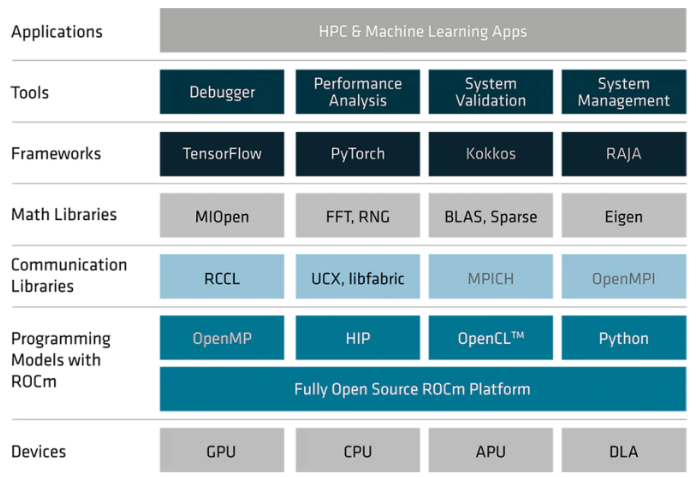 Applications
HPC & Machine Learning Apps
Tools
Debugger
Performance
Analysis
System
Validation
System
Management
Frameworks
TensorFlow
PyTorch
Kokkos
RAJA
Math Libraries
MIOpen
FFT, RNG
BLAS, Sparse
Eigen
Communication
Libraries
RCCL
UCX, libfabric
MPICH
OpenMPI
Programming
Models with
ROCm
OpenMP
HIP
OpenCL™
Python
Fully Open Source ROCm Platform
Devices
GPU
CPU
APU
DLA